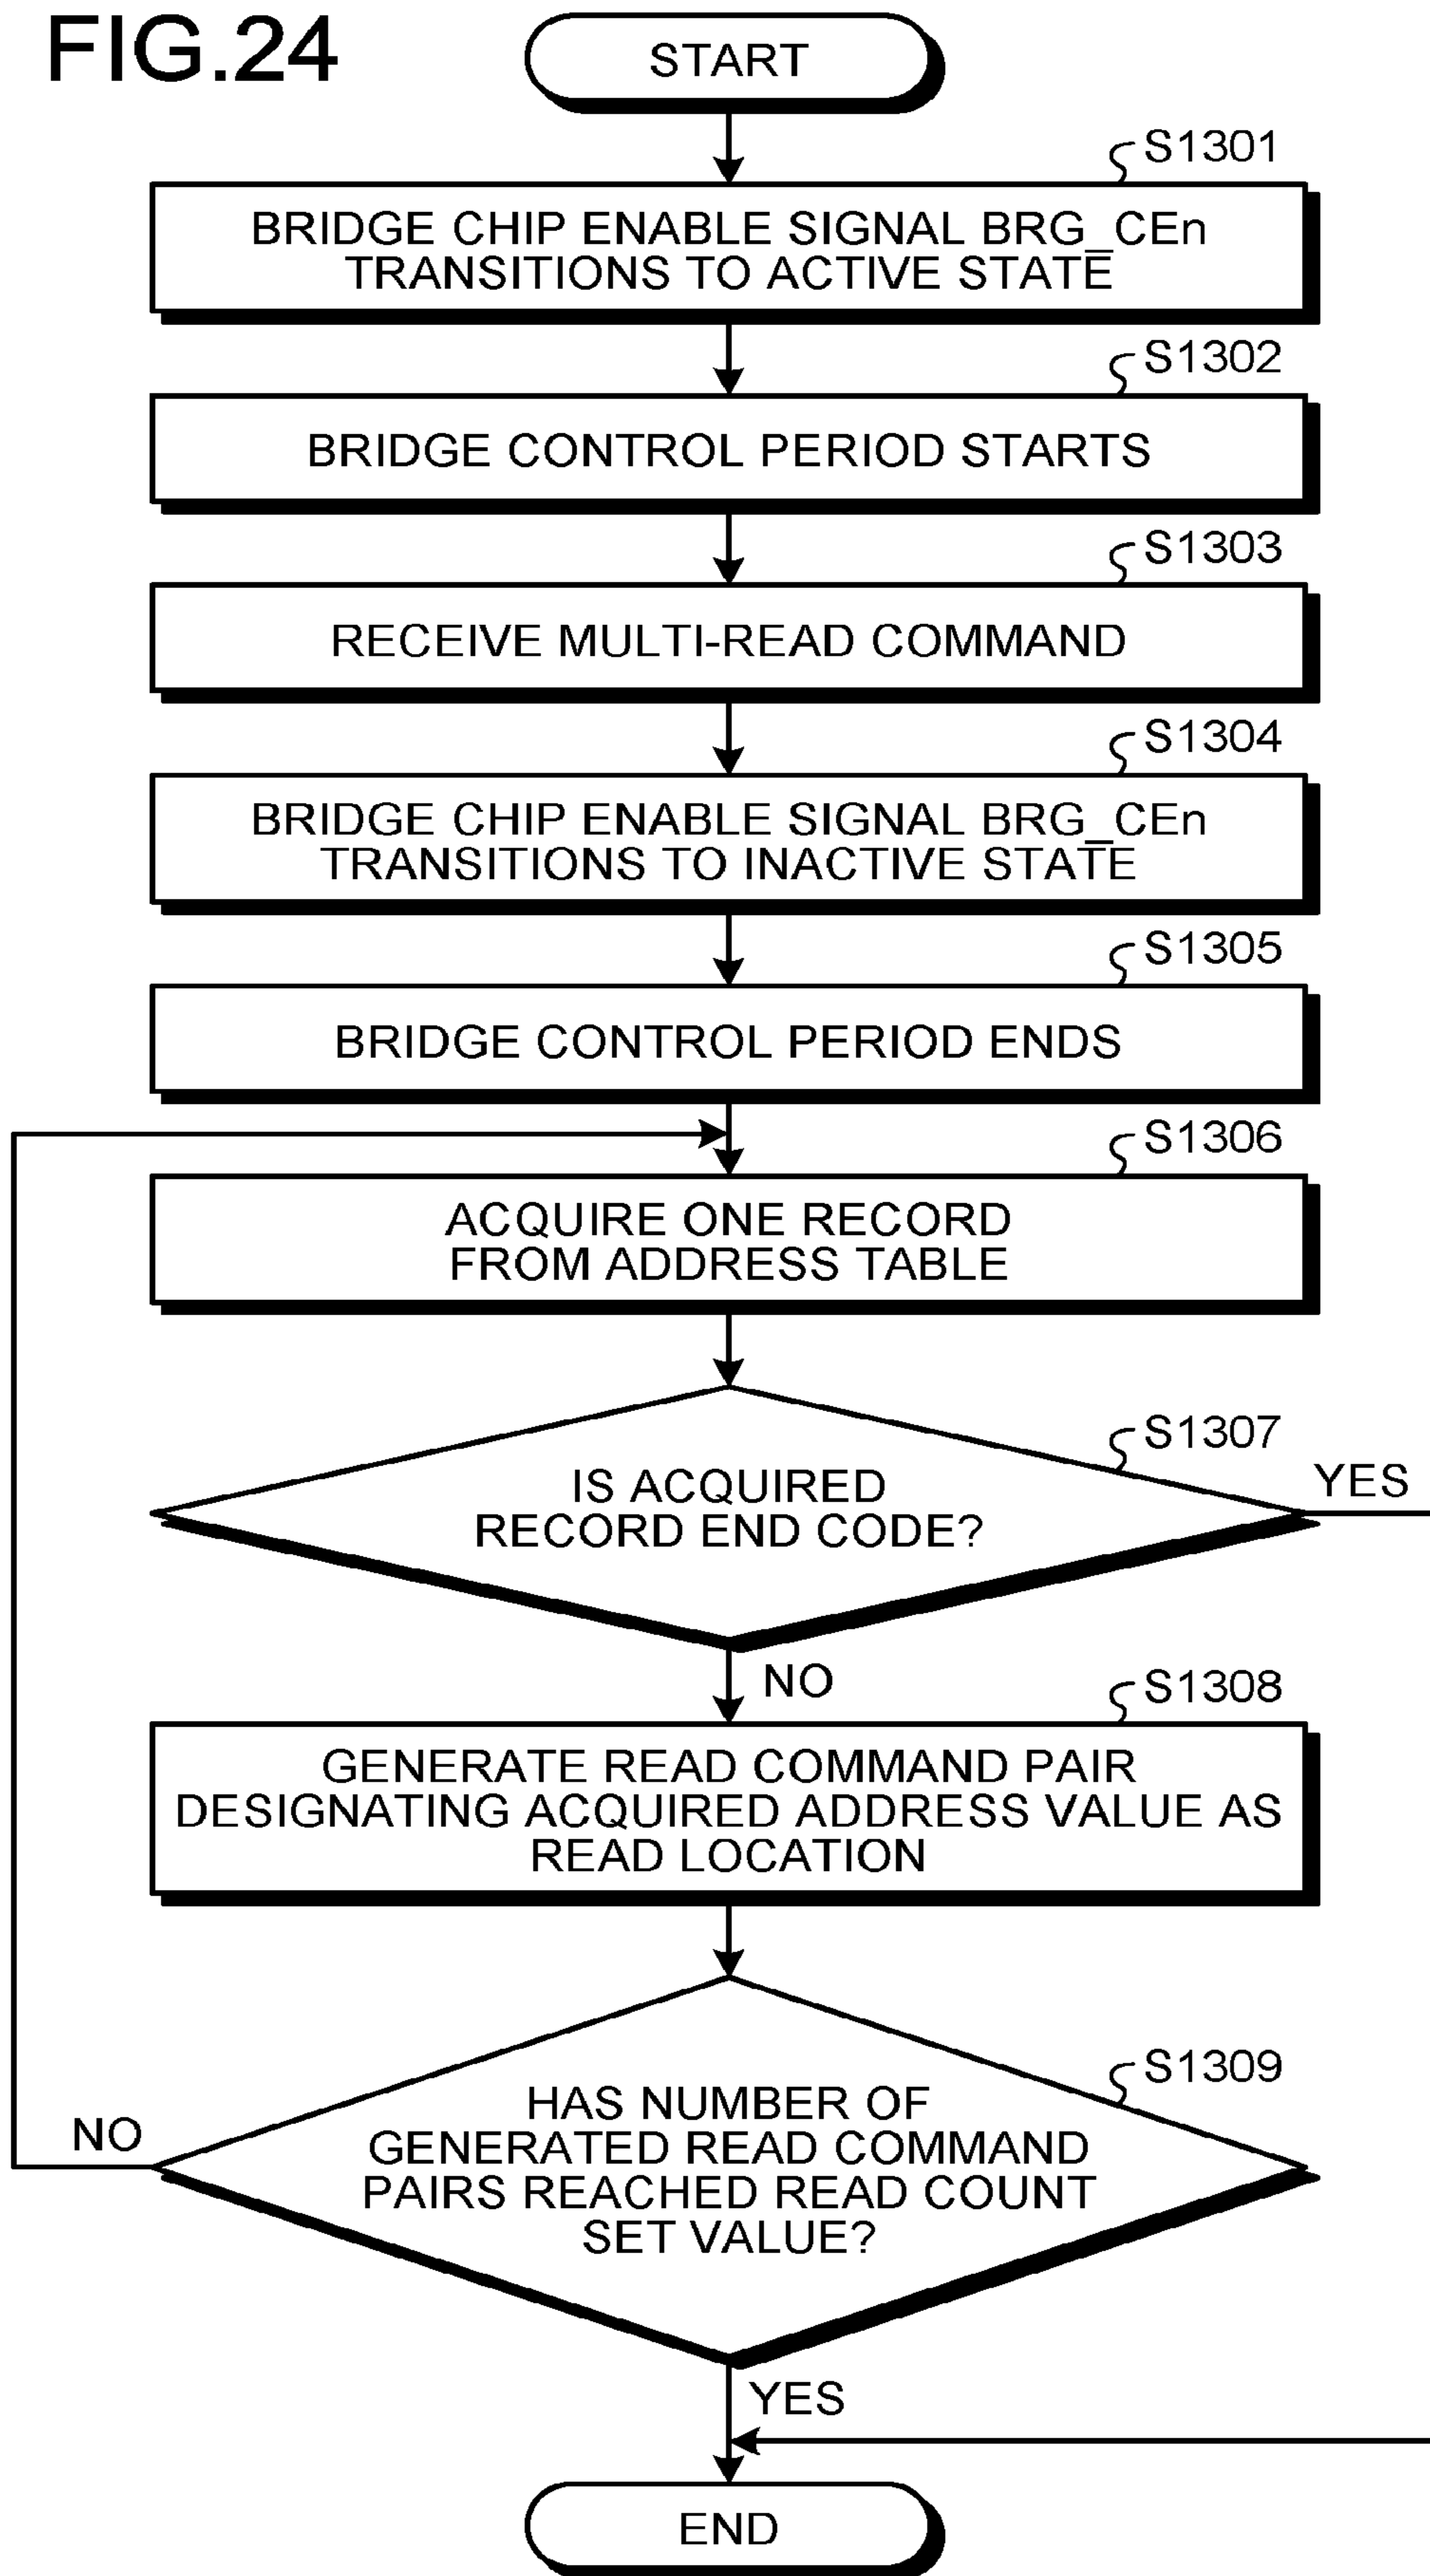 FIG.24
START
S1301
BRIDGE CHIP ENABLE SIGNAL BRG_CEn
TRANSITIONS TO ACTIVE STATE
S1302
BRIDGE CONTROL PERIOD STARTS
S1303
RECEIVE MULTI-READ COMMAND
S1304
BRIDGE CHIP ENABLE SIGNAL BRG_CEn
TRANSITIONS TO INACTIVE STATE
S1305
BRIDGE CONTROL PERIOD ENDS
S1306
ACQUIRE ONE RECORD
FROM ADDRESS TABLE
S1307
IS ACQUIRED
RECORD END CODE?
YES
NO
S1308
GENERATE READ COMMAND PAIR
DESIGNATING ACQUIRED ADDRESS VALUE AS
READ LOCATION
S1309
HAS NUMBER OF
GENERATED READ COMMAND
PAIRS REACHED READ COUNT
SET VALUE?
NO
YES
END